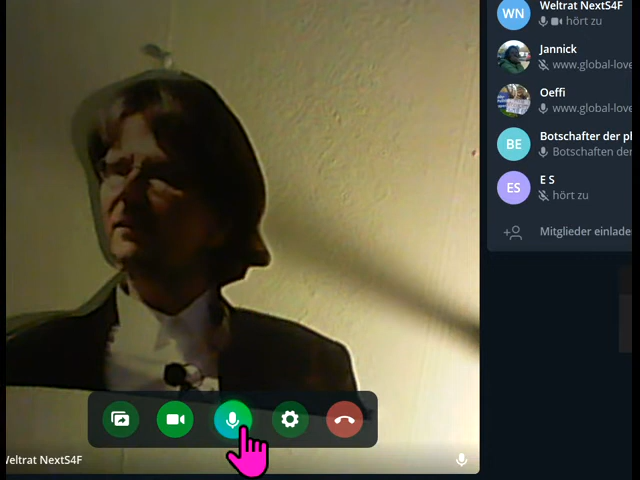 Weltrat NextS4F
WN
hört zu
Jannick
www.global-love
Oeffi
www.global-love
Botschafter der pl
BE
Botschaften der
E S
ES
hört zu
Mitglieder einlade
Weltrat NextS4F